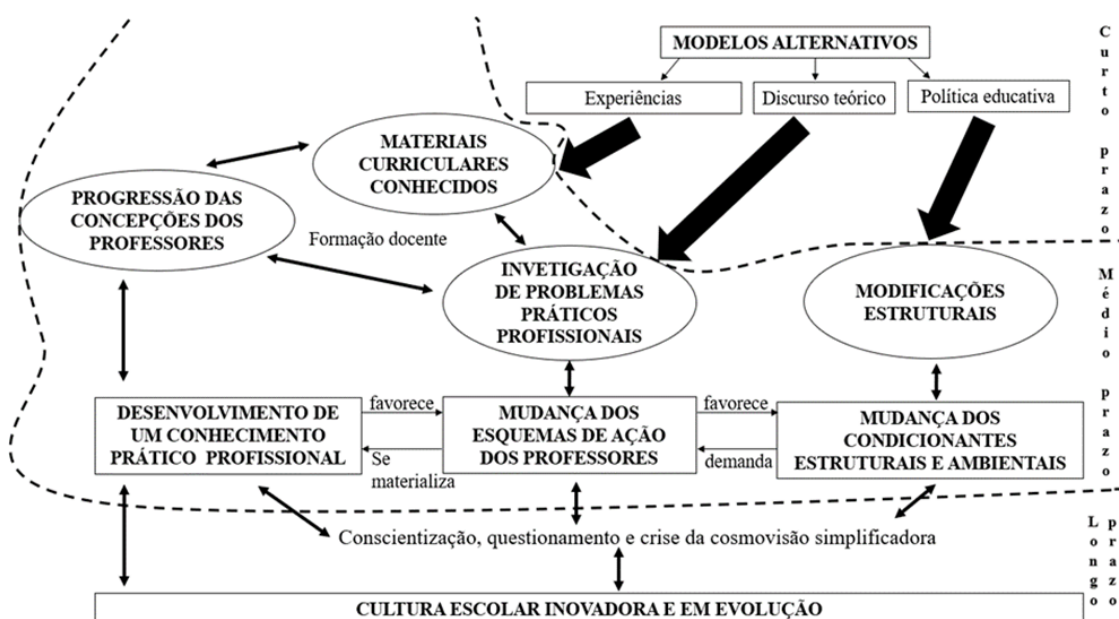 MODELOS ALTERNATIVOS
Experiências
Discurso teórico
Política educativa
Curto prazo
MATERIAIS
CURRICULARES
CONHECIDOS
PROGRESSÃO DAS
CONCEPÇÕES DOS
PROFESSORES
Formação docente
INVETIGAÇÃO
DE PROBLEMAS
PRÁTICOS
PROFISSIONAIS
MODIFICAÇÕES
ESTRUTURAIS
Médio prazo
DESENVOLVIMENTO DE
UM CONHECIMENTO
PRÁTICO PROFISSIONAL
favorece
Se
materializa
MUDANÇA DOS
ESQUEMAS DE AÇÃO
DOS PROFESSORES
favorece
demanda
MUDANÇA DOS
CONDICIONANTES
ESTRUTURAIS E AMBIENTAIS
Conscientização, questionamento e crise da cosmovisão simplificadora
Longo prazo
CULTURA ESCOLAR INOVADORA E EM EVOLUÇÃO